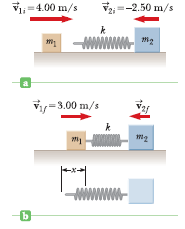 v⃗₁ᵢ=4.00 m/s v⃗₂ᵢ=–2.50 m/s
k
m₁ m₂
a
v⃗₁f=3.00 m/s v⃗₂f
k
m₁ m₂
x
b